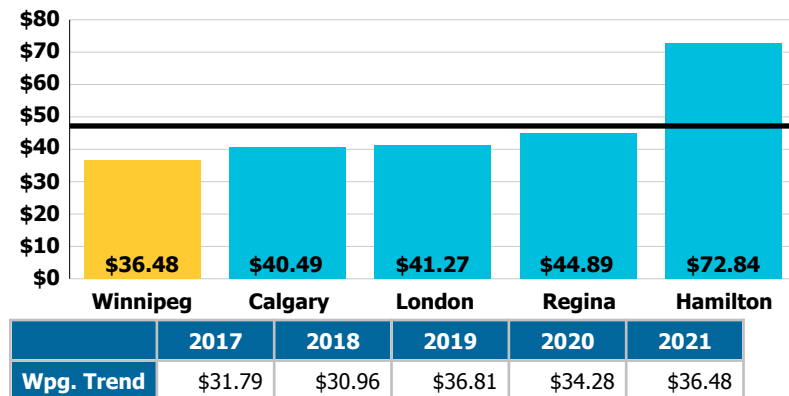 $80
$70
$60
$50
$40
$30
$20
$10
$0
$36.48 $40.49 $41.27 $44.89 $72.84
Winnipeg Calgary London Regina Hamilton
2017 2018 2019 2020 2021
Wpg. Trend $31.79 $30.96 $36.81 $34.28 $36.48